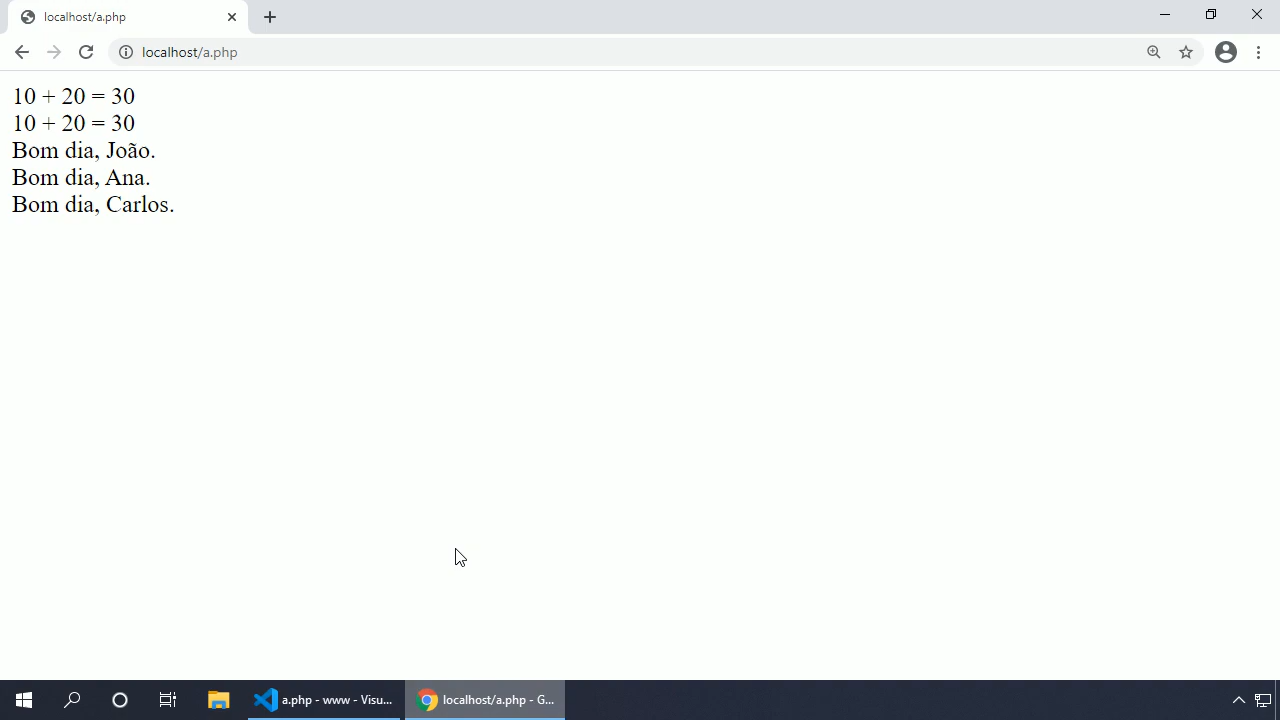 localhost/a.php
localhost/a.php
10 + 20 = 30
10 + 20 = 30
Bom dia, João.
Bom dia, Ana.
Bom dia, Carlos.
a.php - www - Visu...
localhost/a.php - G...